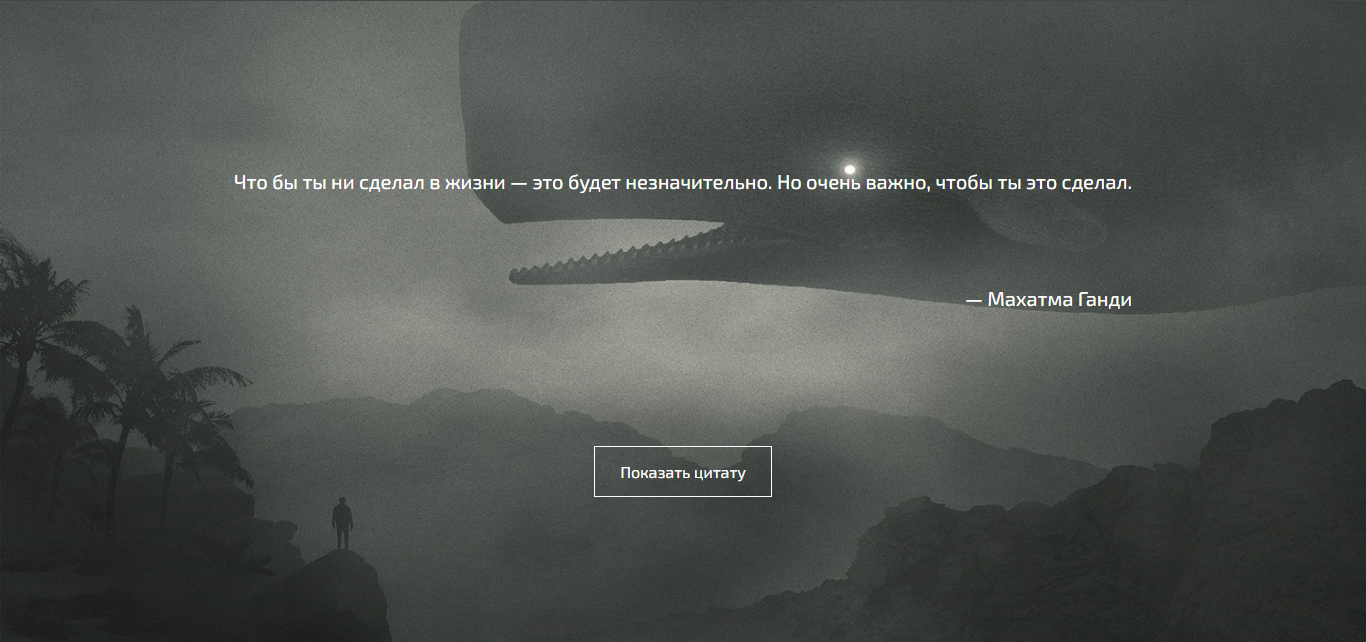 Что бы ты ни сделал в жизни — это будет незначительно. Но очень важно, чтобы ты это сделал.
— Махатма Ганди
Показать цитату